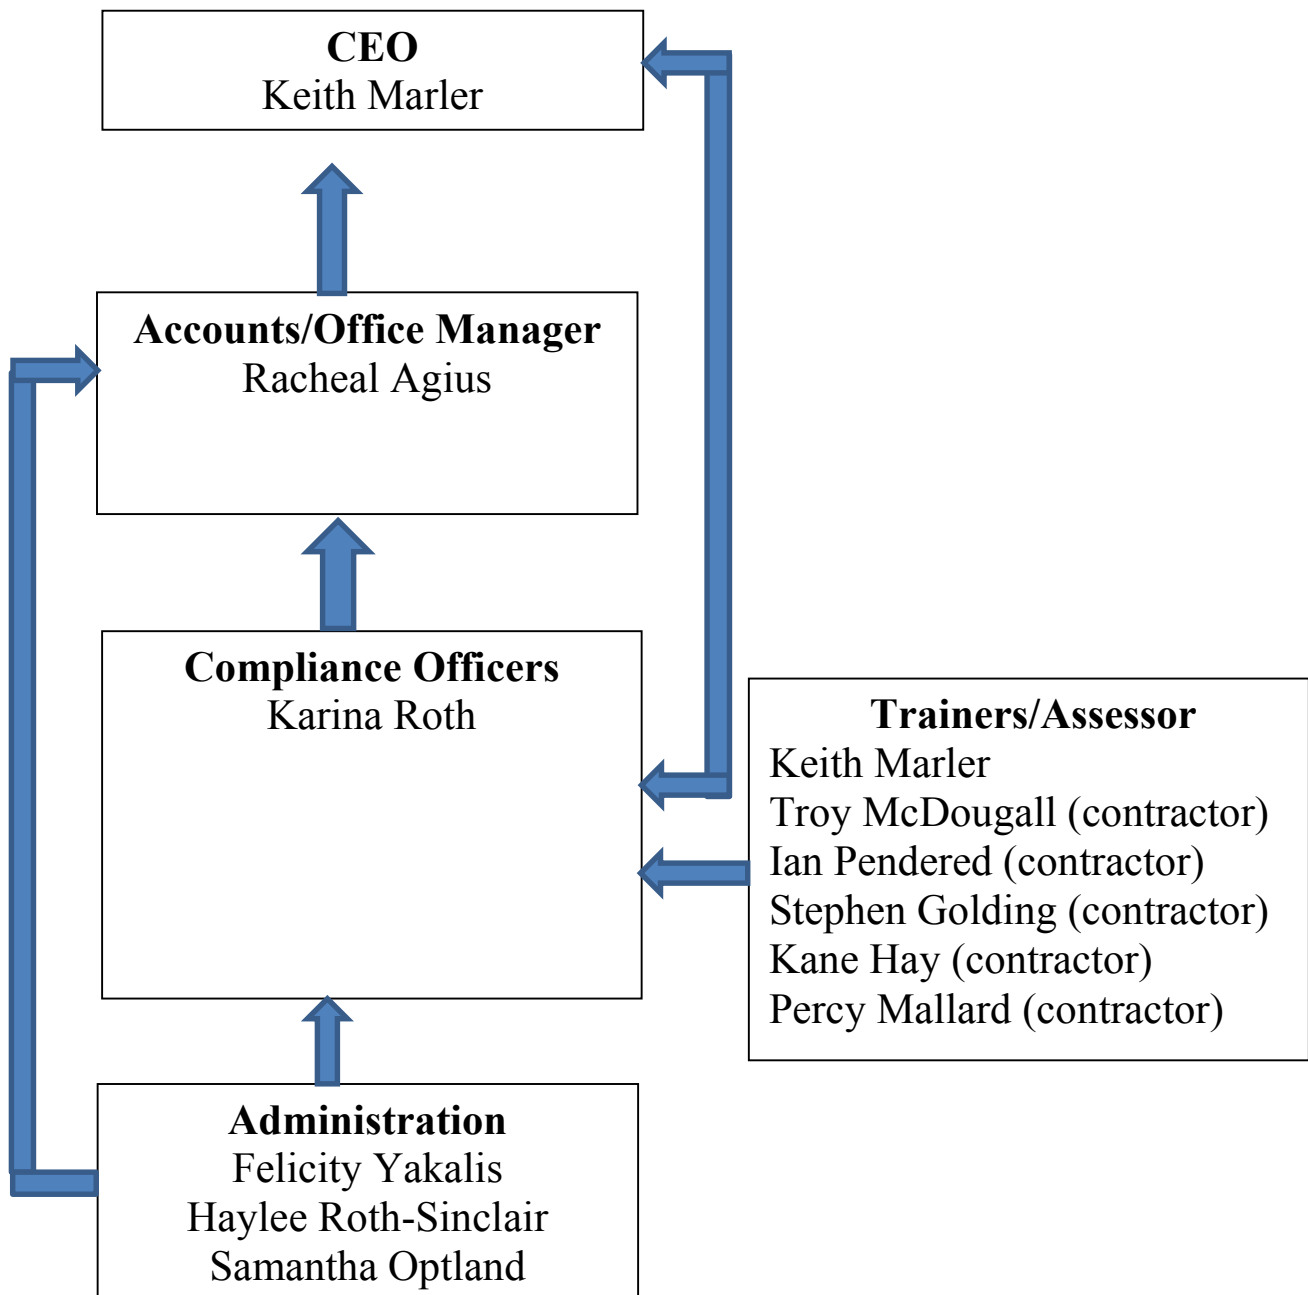 CEO
Keith Marler
Accounts/Office Manager
Racheal Agius
Compliance Officers
Karina Roth
Trainers/Assessor
Keith Marler
Troy McDougall (contractor)
Ian Pendered (contractor)
Stephen Golding (contractor)
Kane Hay (contractor)
Percy Mallard (contractor)
Administration
Felicity Yakalis
Haylee Roth-Sinclair
Samantha Optland